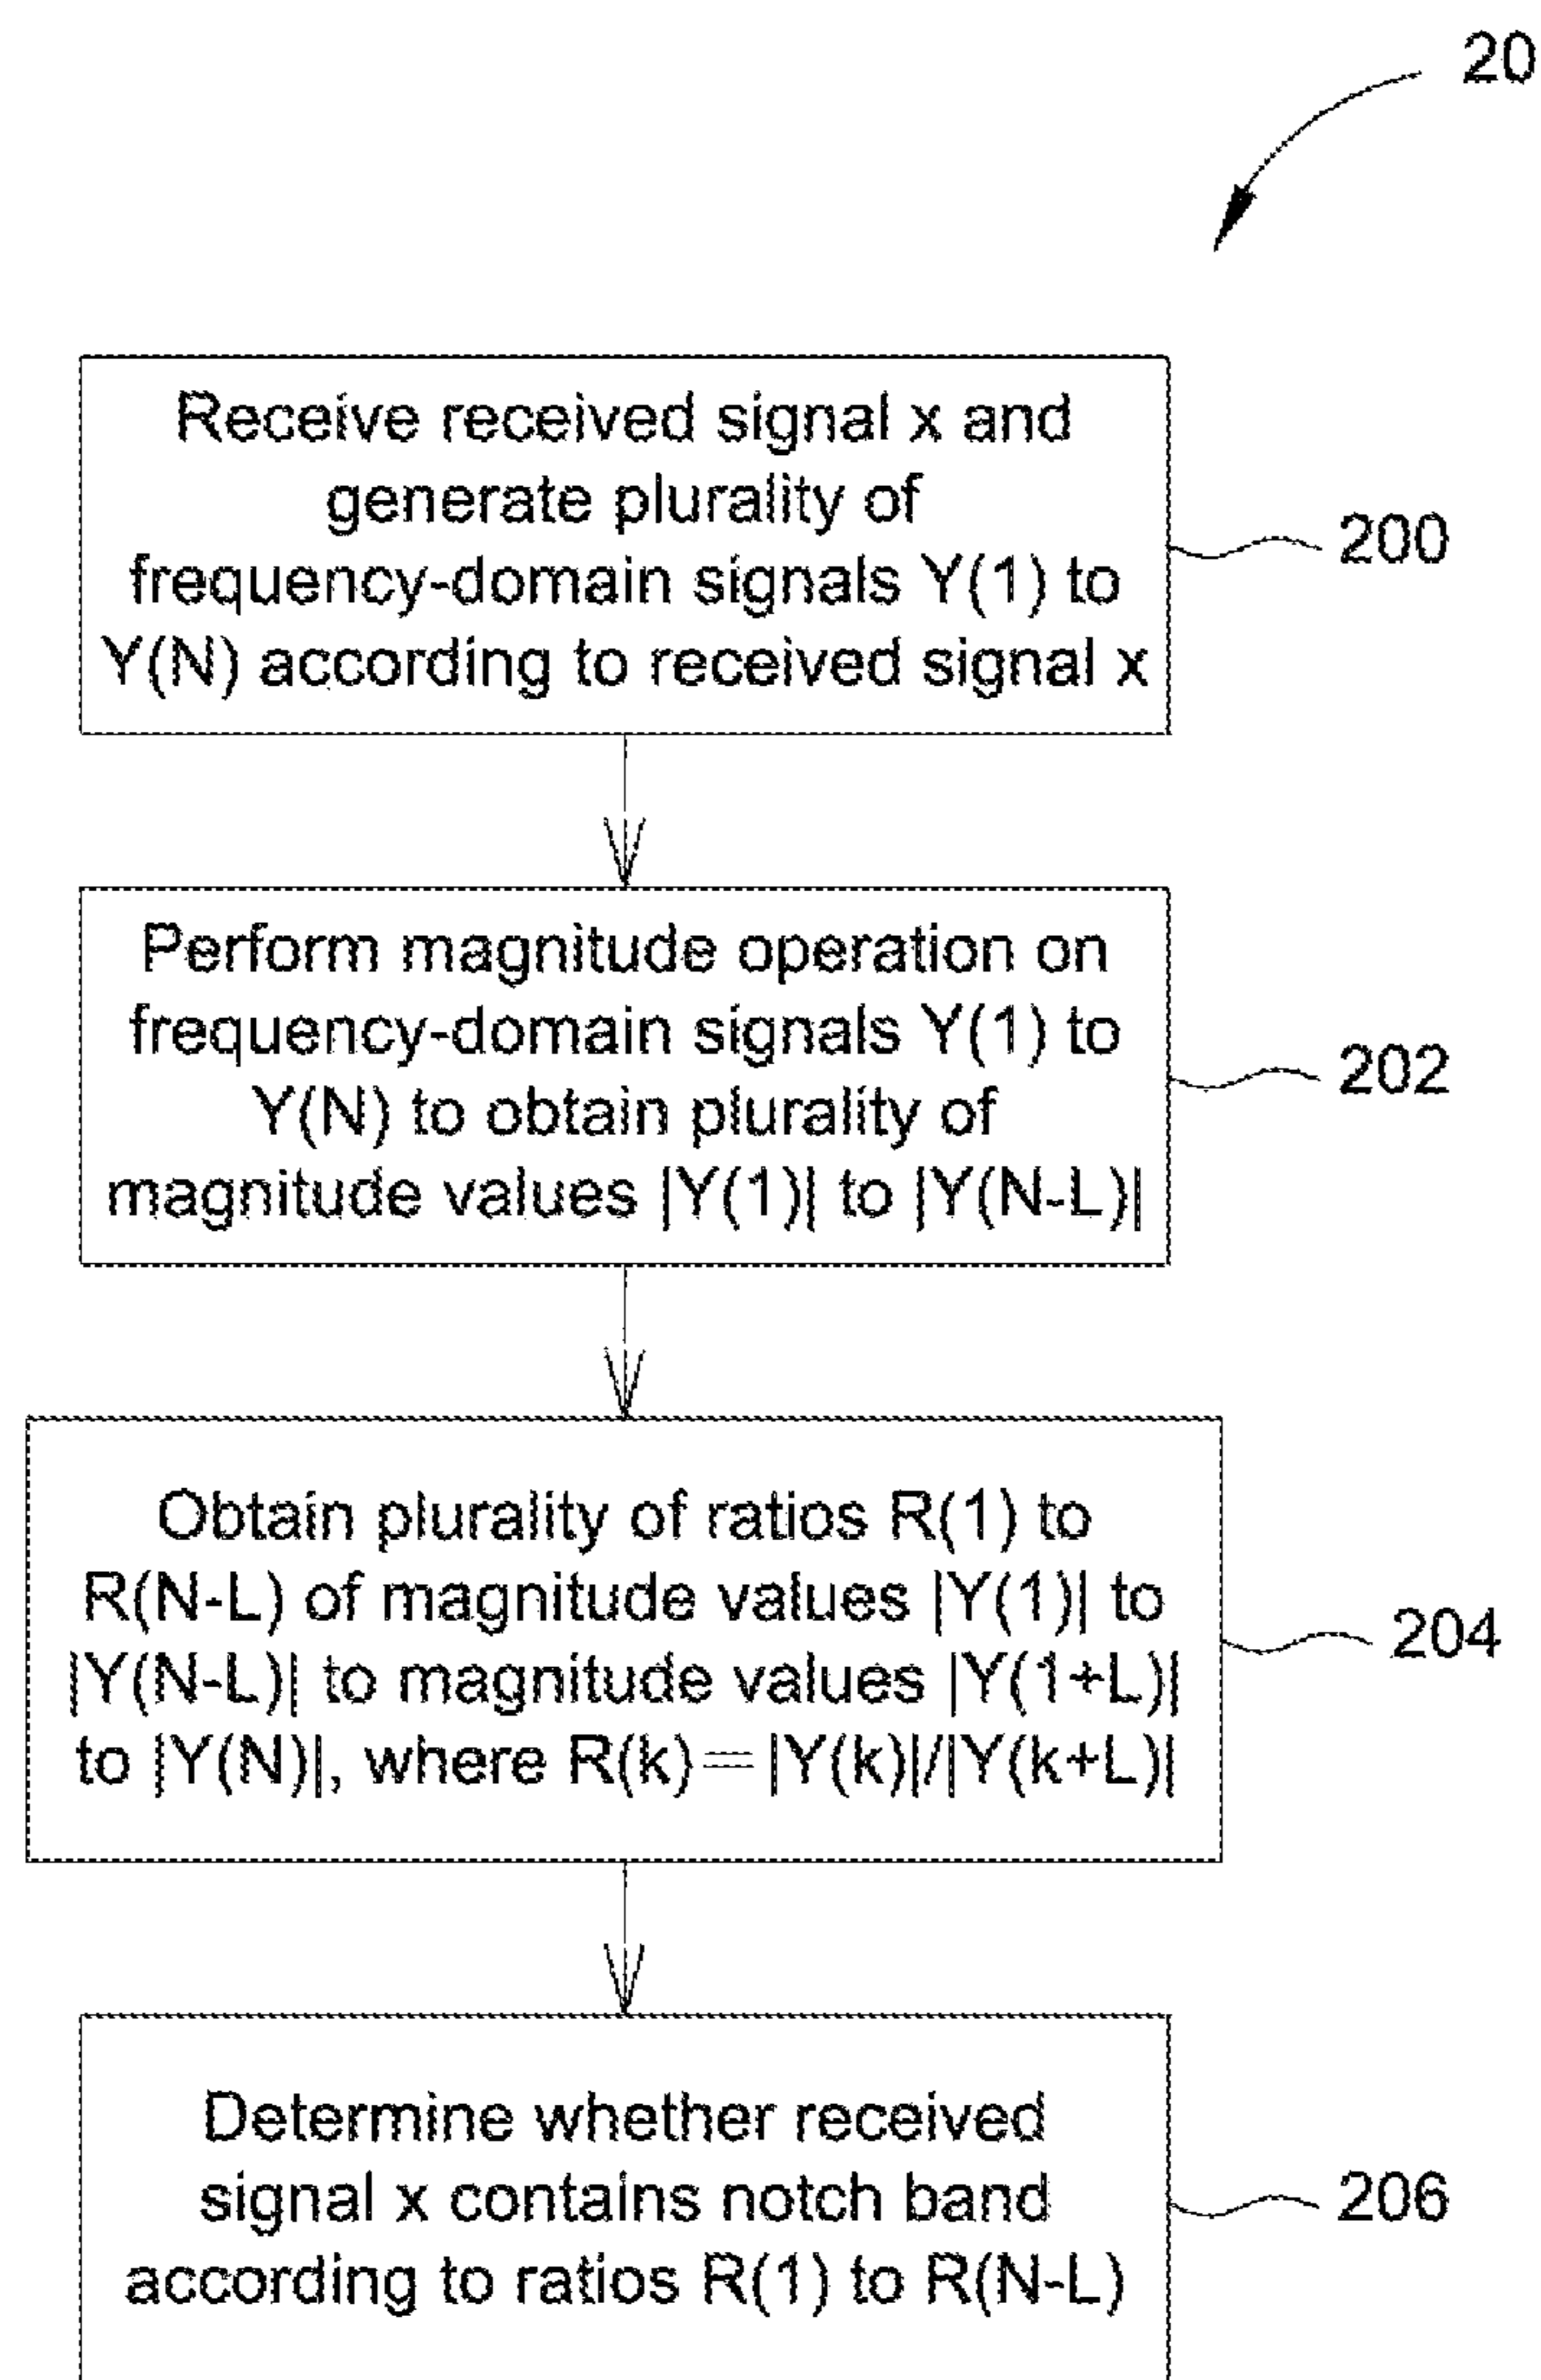 20
Receive received signal x and
generate plurality of
frequency-domain signals Y(1) to
Y(N) according to received signal x
200
Perform magnitude operation on
frequency-domain signals Y(1) to
Y(N) to obtain plurality of
magnitude values |Y(1)| to |Y(N-L)|
202
Obtain plurality of ratios R(1) to
R(N-L) of magnitude values |Y(1)| to
|Y(N-L)| to magnitude values |Y(1+L)|
to |Y(N)|, where R(k)=|Y(k)|/|Y(k+L)|
204
Determine whether received
signal x contains notch band
according to ratios R(1) to R(N-L)
206